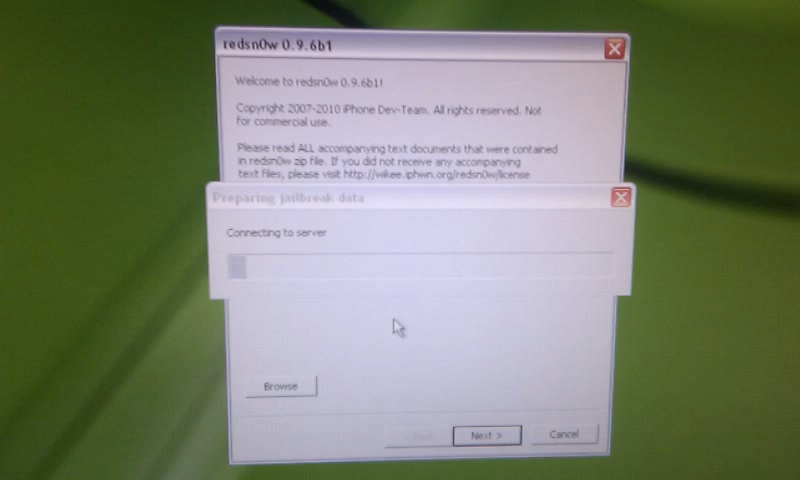 redsn0w 0.9.6b1
Welcome to redsn0w 0.9.6b1!
Copyright 2007-2010 iPhone Dev-Team. All rights reserved. Not
for commercial use.
Please read ALL accompanying text documents that were contained
in redsn0w zip file. If you did not receive any accompanying
text files, please visit http://wikee.iphwn.org/redsn0w/license
Preparing jailbreak data
Connecting to server
Browse
< Back
Next >
Cancel